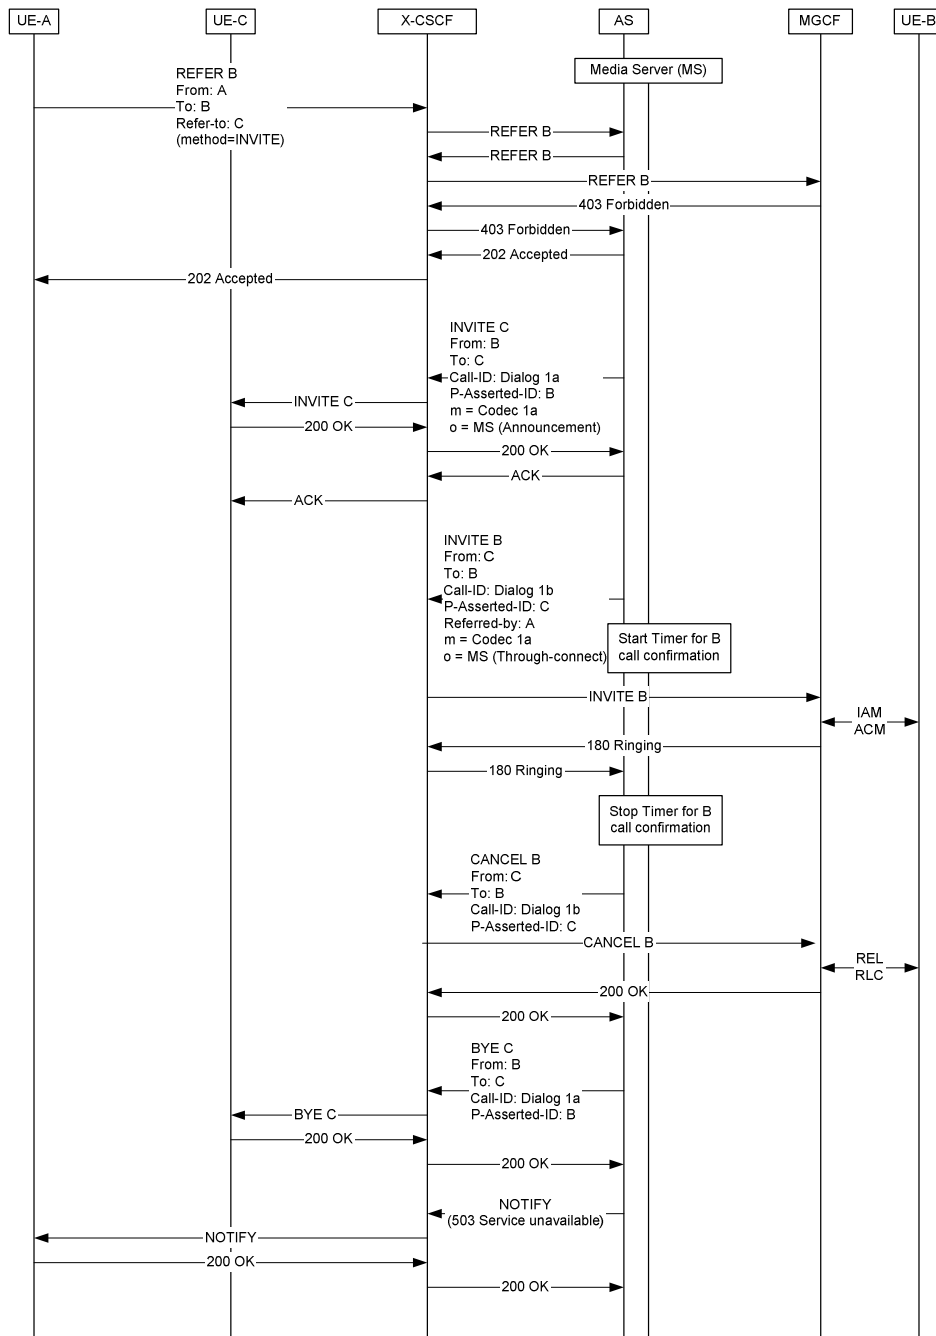 UE-A
UE-C
X-CSCF
AS
MGCF
UE-B
Media Server (MS)
REFER B
From: A
To: B
Refer-to: C
(method=INVITE)
REFER B
REFER B
REFER B
403 Forbidden
403 Forbidden
202 Accepted
202 Accepted
INVITE C
From: B
To: C
Call-ID: Dialog 1a
P-Asserted-ID: B
m = Codec 1a
o = MS (Announcement)
INVITE C
200 OK
200 OK
ACK
ACK
INVITE B
From: C
To: B
Call-ID: Dialog 1b
P-Asserted-ID: C
Referred-by: A
m = Codec 1a
o = MS (Through-connect)
Start Timer for B
call confirmation
INVITE B
IAM
ACM
180 Ringing
180 Ringing
Stop Timer for B
call confirmation
CANCEL B
From: C
To: B
Call-ID: Dialog 1b
P-Asserted-ID: C
CANCEL B
REL
RLC
200 OK
200 OK
BYE C
From: B
To: C
Call-ID: Dialog 1a
P-Asserted-ID: B
BYE C
200 OK
200 OK
NOTIFY
(503 Service unavailable)
NOTIFY
200 OK
200 OK